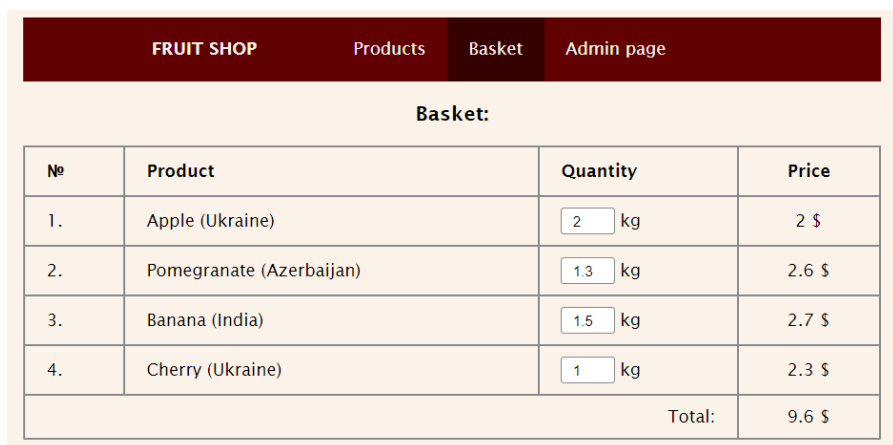 FRUIT SHOP Products Basket Admin page
Basket:
№ Product Quantity Price
1. Apple (Ukraine) 2 kg 2 $
2. Pomegranate (Azerbaijan) 1.3 kg 2.6 $
3. Banana (India) 1.5 kg 2.7 $
4. Cherry (Ukraine) 1 kg 2.3 $
Total: 9.6 $